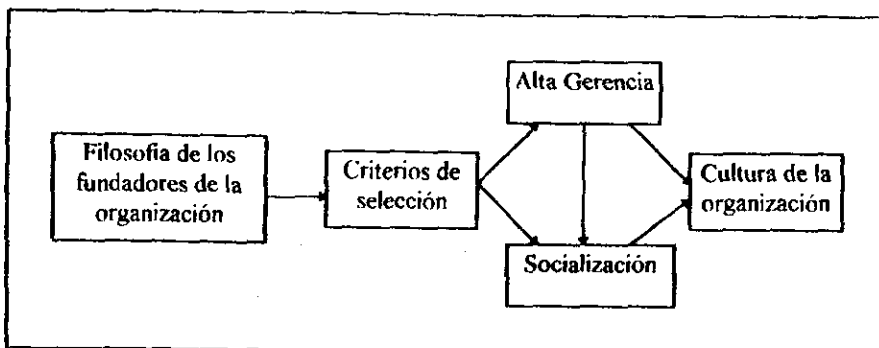 Filosofia de los
fundadores de la
organización
Criterios de
selección
Alta Gerencia
Socialización
Cultura de la
organización